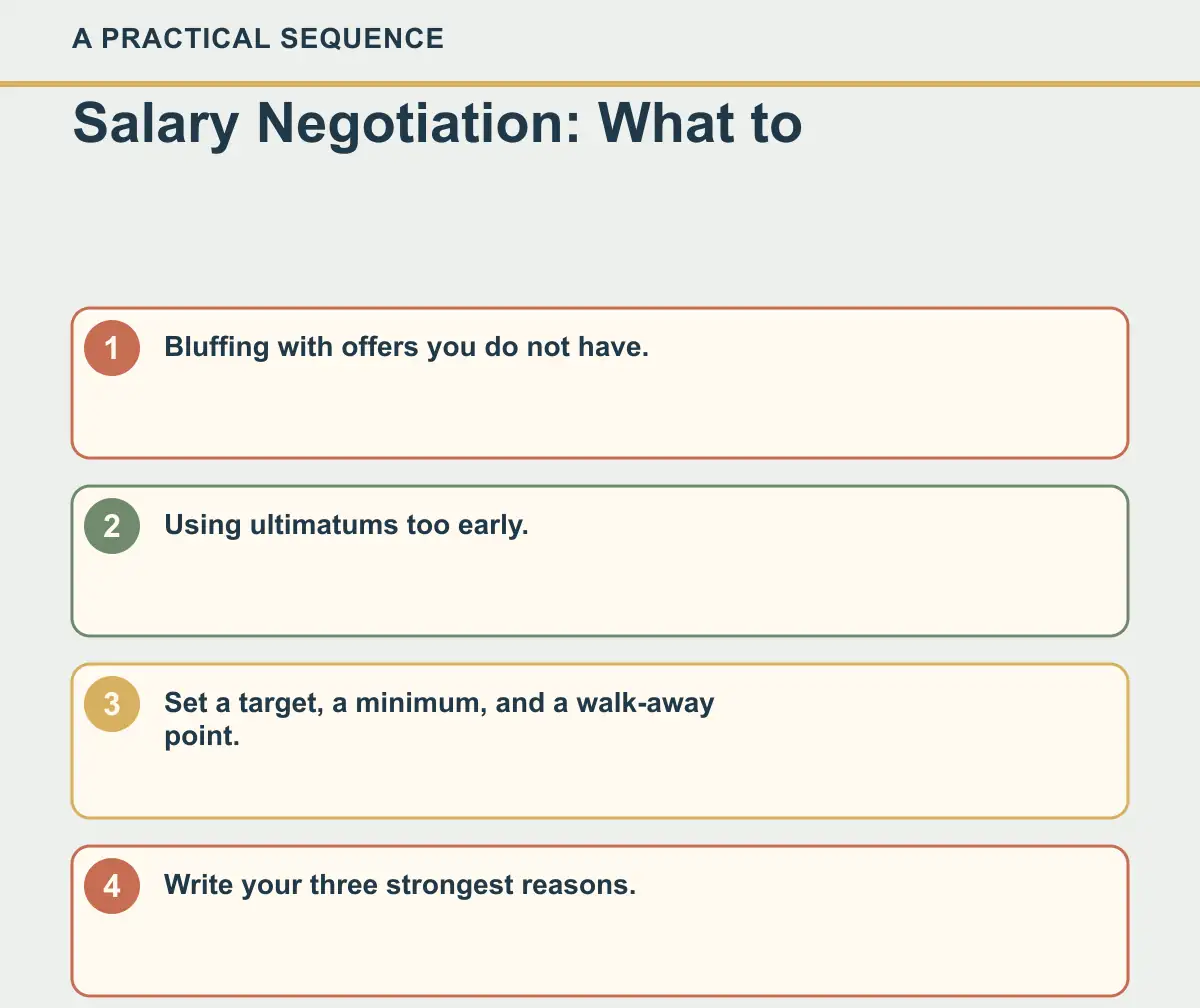 A PRACTICAL SEQUENCE
Salary Negotiation: What to
1
Bluffing with offers you do not have.
2
Using ultimatums too early.
3
Set a target, a minimum, and a walk-away
point.
4
Write your three strongest reasons.